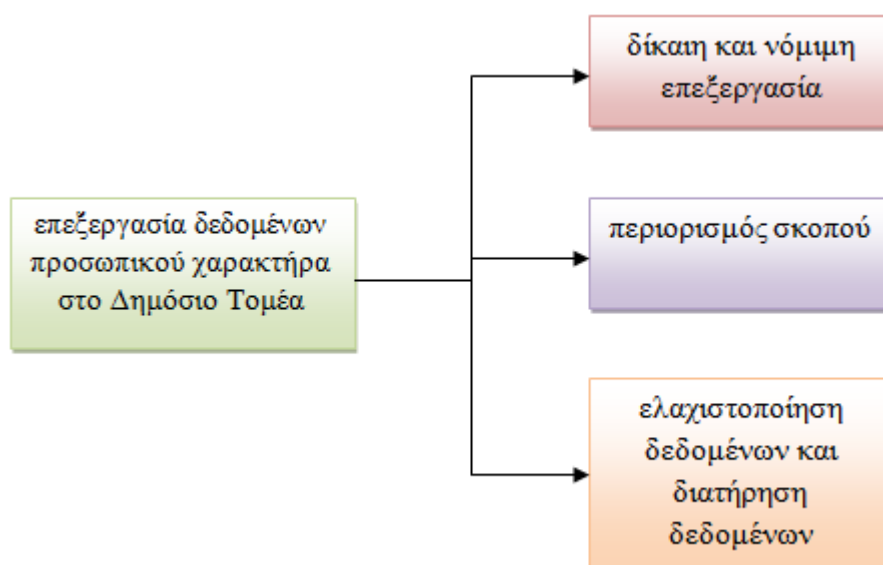 δίκαιη και νόμιμη
επεξεργασία
επεξεργασία δεδομένων
προσωπικού χαρακτήρα
στο Δημόσιο Τομέα
περιορισμός σκοπού
ελαχιστοποίηση
δεδομένων και
διατήρηση
δεδομένων